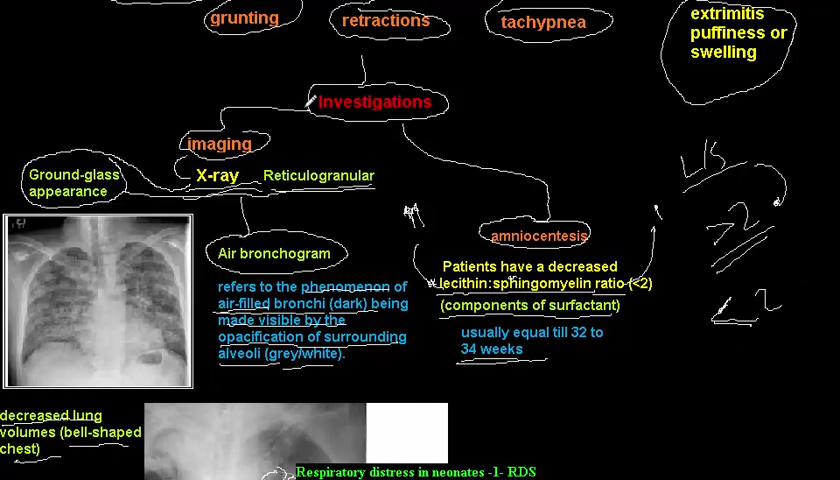 grunting
retractions
tachypnea
extrimitis
puffiness or
swelling
Investigations
imaging
X-ray
Reticulogranular
Ground-glass
appearance
L/S
>2
<2
Air bronchogram
refers to the phenomenon of
air-filled bronchi (dark) being
made visible by the
opacification of surrounding
alveoli (grey/white).
amniocentesis
Patients have a decreased
lecithin:sphingomyelin ratio (<2)
(components of surfactant)
usually equal till 32 to
34 weeks
decreased lung
volumes (bell-shaped
chest)
Respiratory distress in neonates -1- RDS